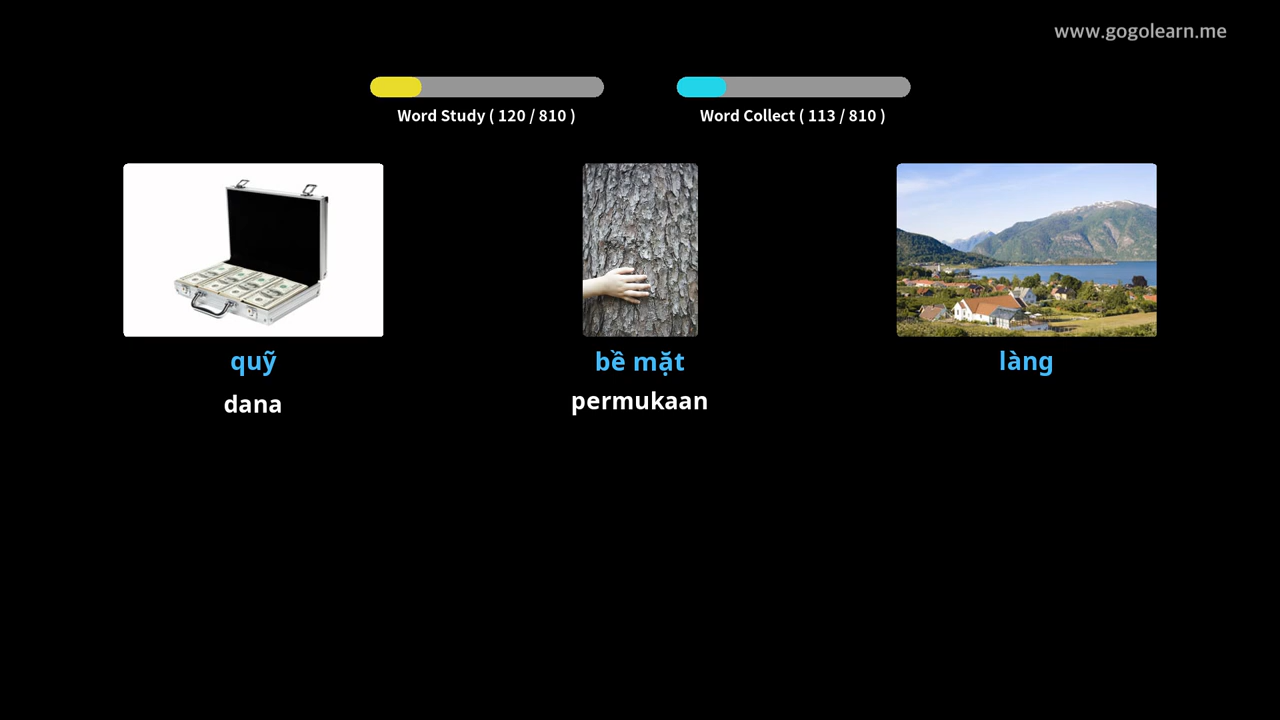 www.gogolearn.me
Word Study ( 120 / 810 )
Word Collect ( 113 / 810 )
quỹ
bề mặt
làng
dana
permukaan